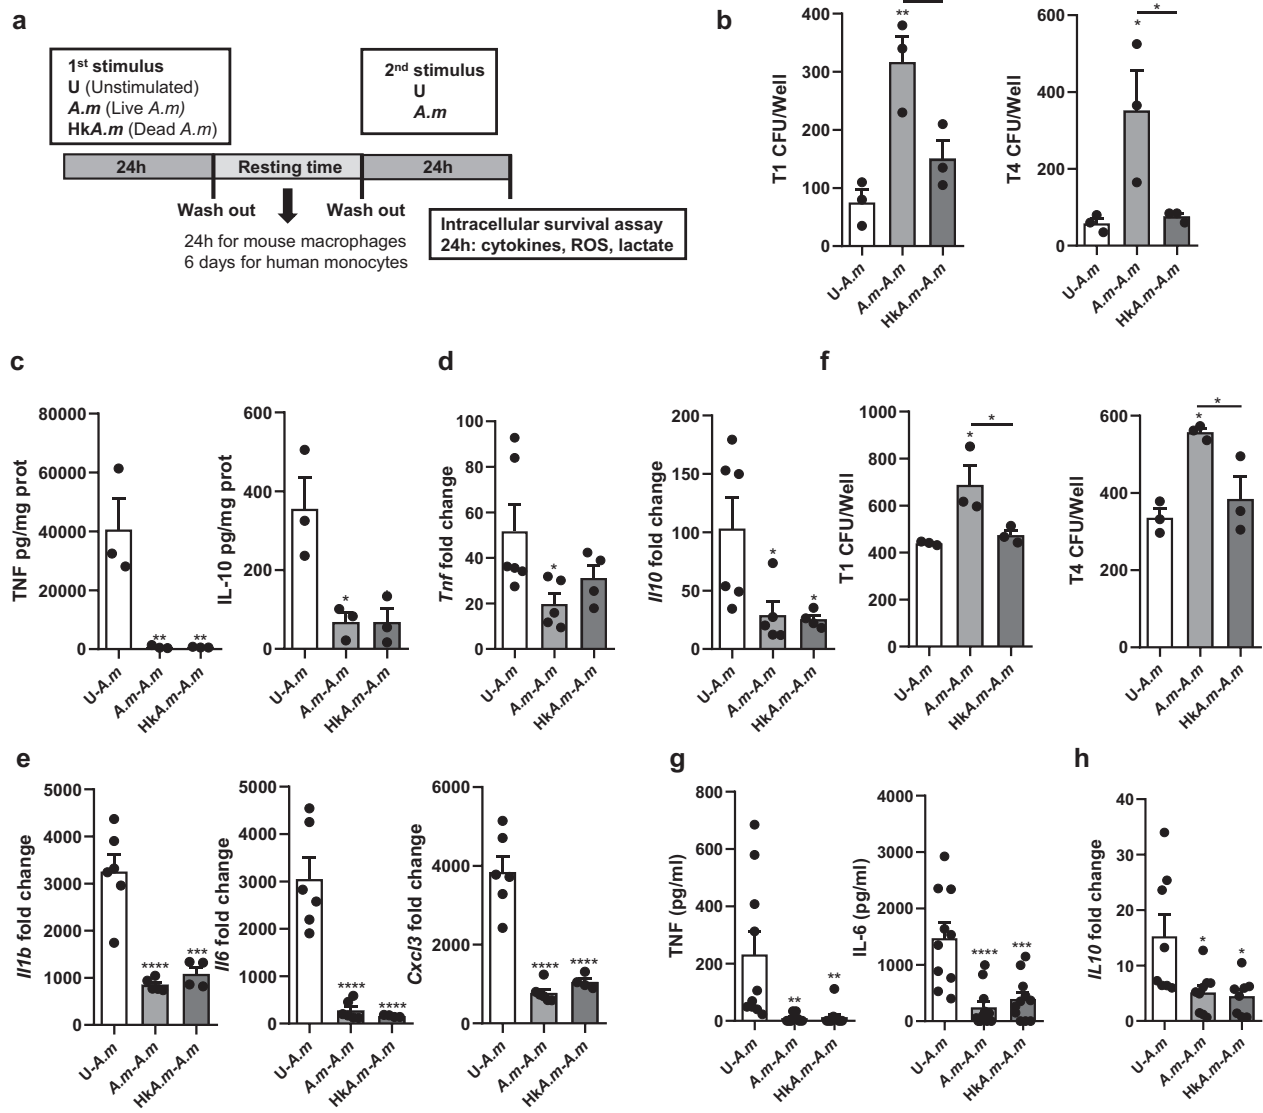 a
1st stimulus
U (Unstimulated)
A.m (Live A.m)
HkA.m (Dead A.m)
2nd stimulus
U
A.m
24h
Resting time
24h
Wash out
Wash out
24h for mouse macrophages
6 days for human monocytes
Intracellular survival assay
24h: cytokines, ROS, lactate
b
T1 CFU/Well
400
300
200
100
0
**
U-A.m
A.m-A.m
HkA.m-A.m
T4 CFU/Well
600
400
200
0
*
*
U-A.m
A.m-A.m
HkA.m-A.m
c
TNF pg/mg prot
80000
60000
40000
20000
0
**
**
U-A.m
A.m-A.m
HkA.m-A.m
IL-10 pg/mg prot
600
400
200
0
*
U-A.m
A.m-A.m
HkA.m-A.m
d
Tnf fold change
100
80
60
40
20
0
*
U-A.m
A.m-A.m
HkA.m-A.m
Il10 fold change
200
150
100
50
0
*
*
U-A.m
A.m-A.m
HkA.m-A.m
f
T1 CFU/Well
1000
800
600
400
200
0
*
*
U-A.m
A.m-A.m
HkA.m-A.m
T4 CFU/Well
600
400
200
0
*
*
U-A.m
A.m-A.m
HkA.m-A.m
e
Il1b fold change
5000
4000
3000
2000
1000
0
****
***
U-A.m
A.m-A.m
HkA.m-A.m
Il6 fold change
5000
4000
3000
2000
1000
0
****
****
U-A.m
A.m-A.m
HkA.m-A.m
Cxcl3 fold change
6000
4000
2000
0
****
****
U-A.m
A.m-A.m
HkA.m-A.m
g
TNF (pg/ml)
800
600
400
200
0
**
**
U-A.m
A.m-A.m
HkA.m-A.m
IL-6 (pg/ml)
4000
3000
2000
1000
0
****
***
U-A.m
A.m-A.m
HkA.m-A.m
h
IL10 fold change
40
30
20
10
0
*
*
U-A.m
A.m-A.m
HkA.m-A.m